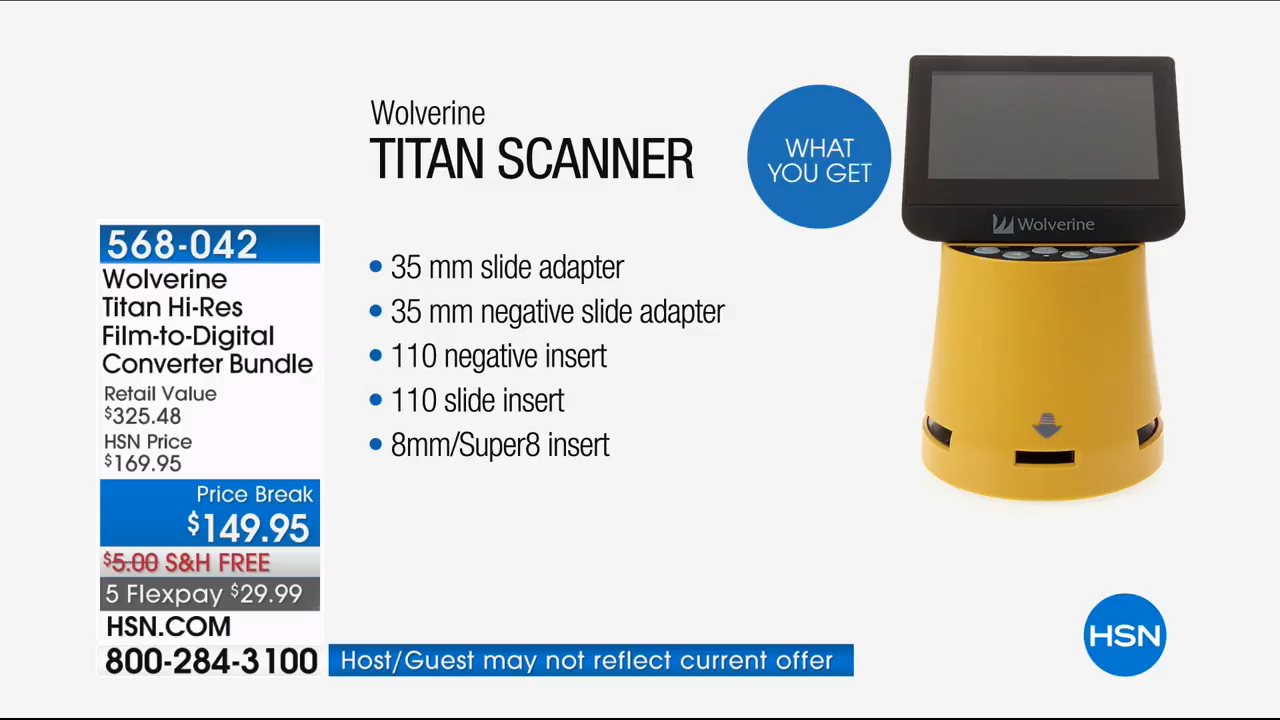 Wolverine
TITAN SCANNER
WHAT
YOU GET
Wolverine
• 35 mm slide adapter
• 35 mm negative slide adapter
• 110 negative insert
• 110 slide insert
• 8mm/Super8 insert
568-042
Wolverine
Titan Hi-Res
Film-to-Digital
Converter Bundle
Retail Value
$325.48
HSN Price
$169.95
Price Break
$149.95
$5.00 S&H FREE
5 Flexpay $29.99
HSN.COM
800-284-3100
Host/Guest may not reflect current offer
HSN